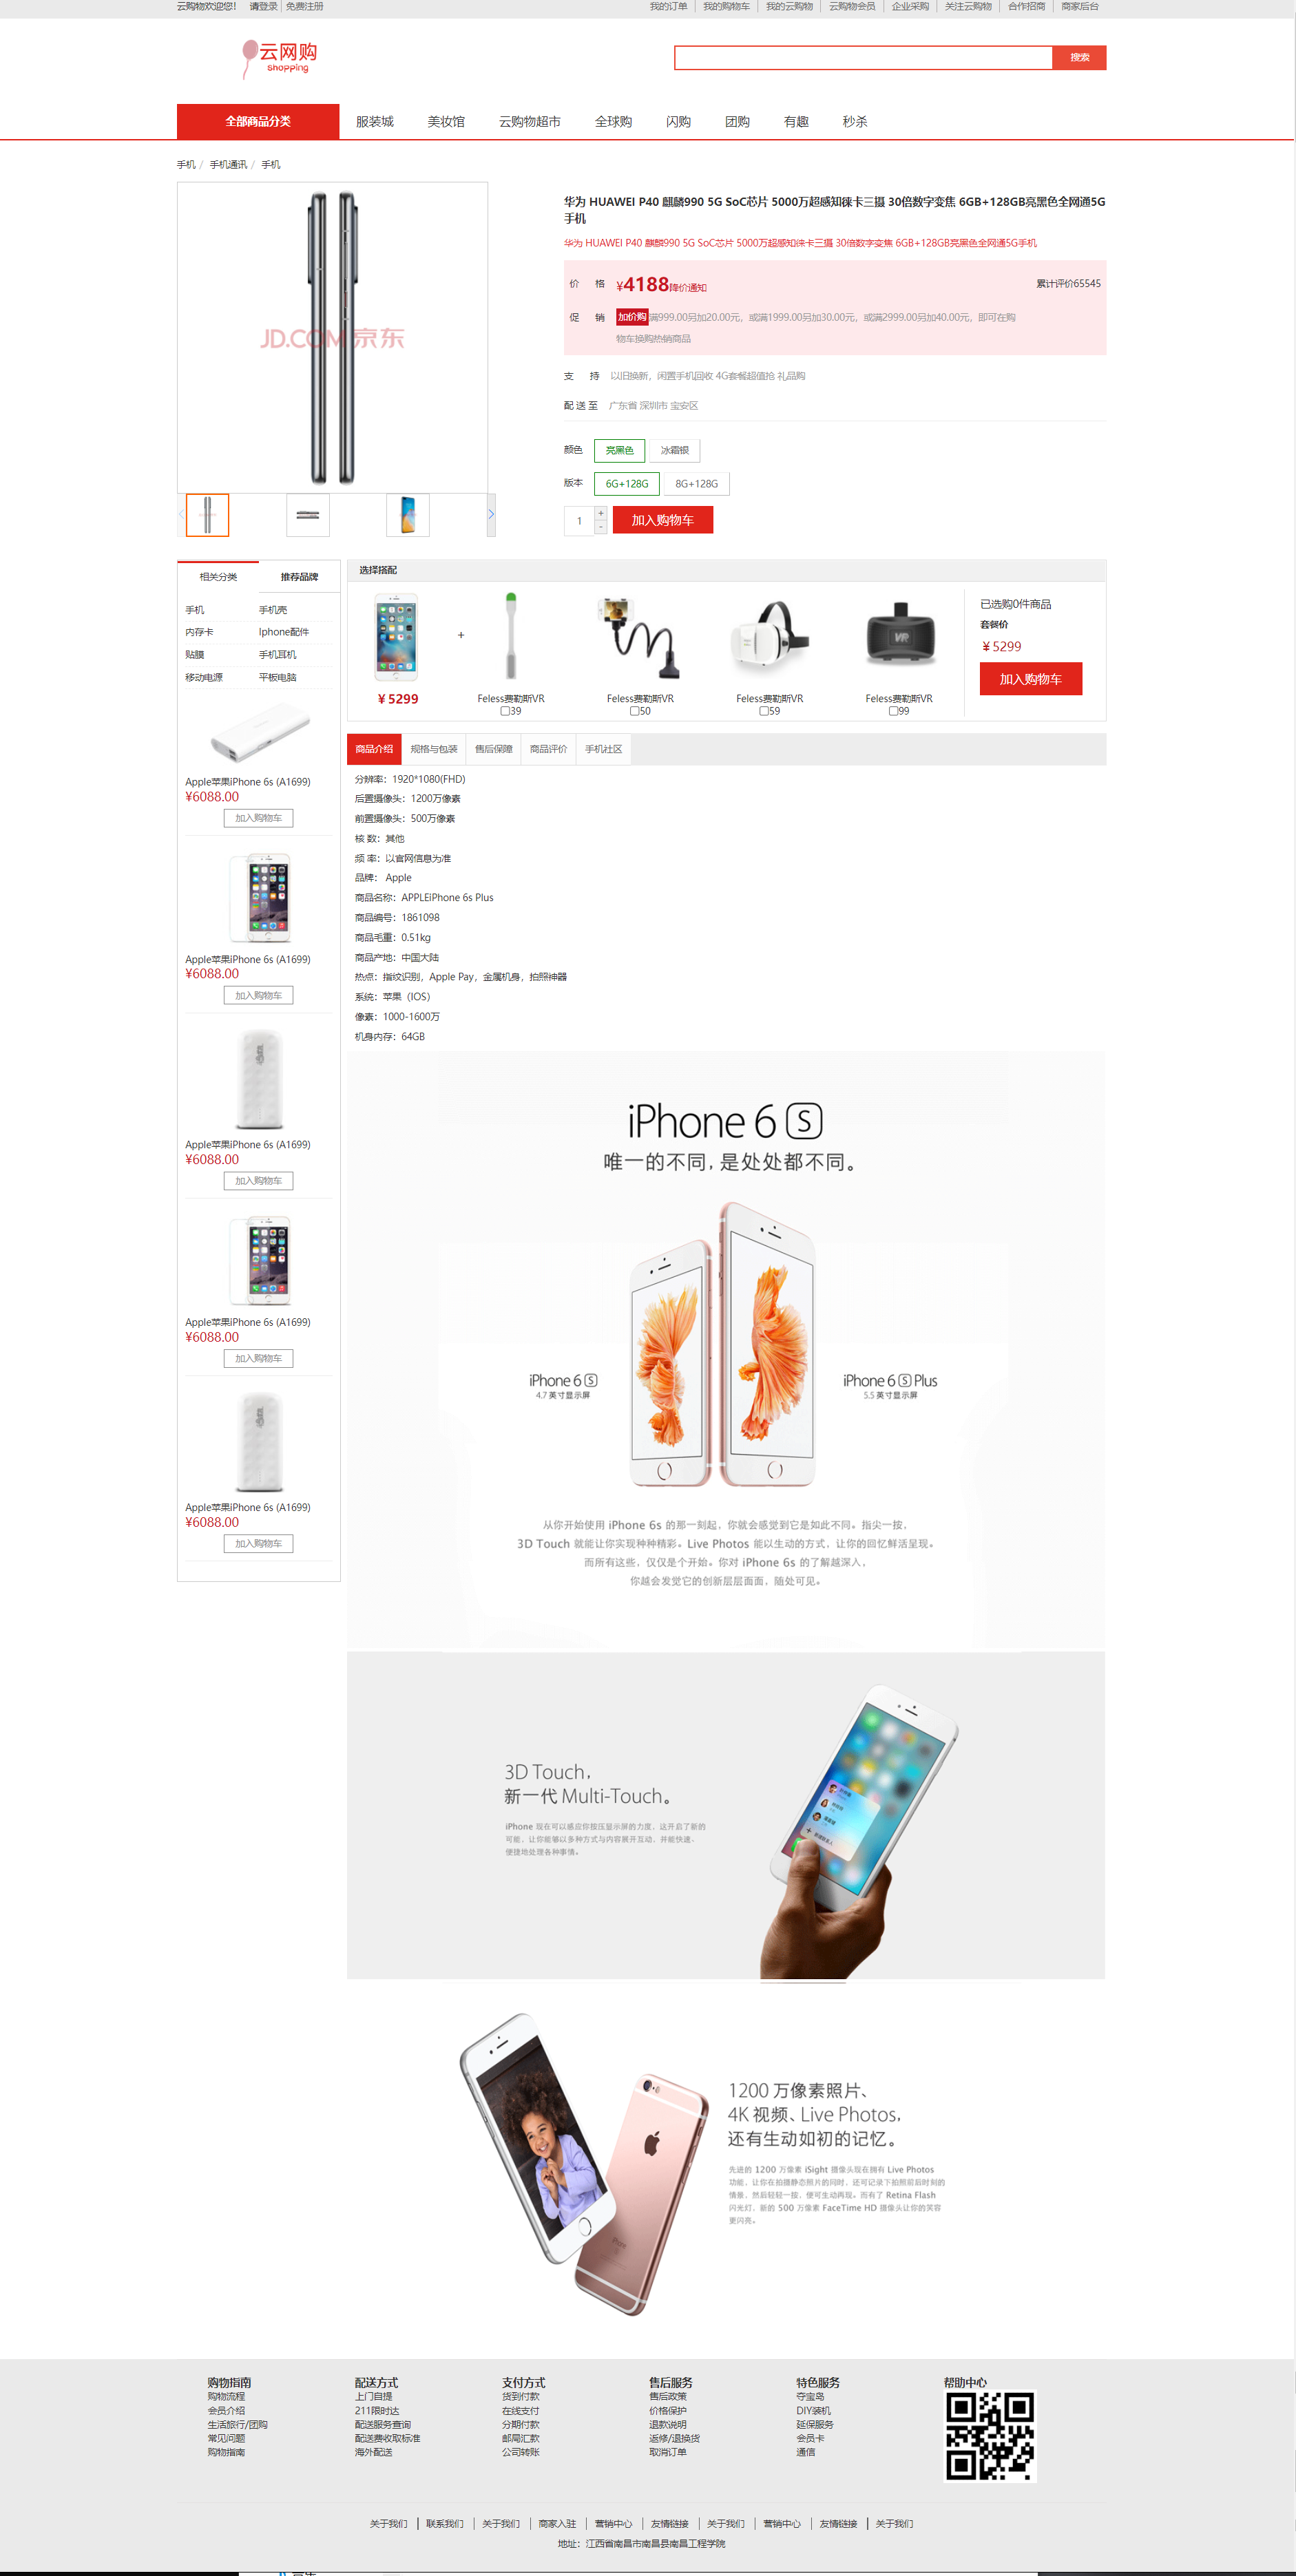 云购物欢迎您! 请登录 免费注册
我的订单 我的购物车 我的云购物 云购物会员 企业采购 关注云购物 合作招商 商家后台
云网购
shopping
搜索
全部商品分类 服装城 美妆馆 云购物超市 全球购 闪购 团购 有趣 秒杀
手机 / 手机通讯 / 手机
JD.COM 京东
华为 HUAWEI P40 麒麟990 5G SoC芯片 5000万超感知徕卡三摄 30倍数字变焦 6GB+128GB亮黑色全网通5G
手机
华为 HUAWEI P40 麒麟990 5G SoC芯片 5000万超感知徕卡三摄 30倍数字变焦 6GB+128GB亮黑色全网通5G手机
价 格 ¥4188降价通知 累计评价65545
促 销 加价购满999.00另加20.00元，或满1999.00另加30.00元，或满2999.00另加40.00元，即可在购
物车换购热销商品
支 持 以旧换新，闲置手机回收 4G套餐超值抢 礼品购
配 送 至 广东省 深圳市 宝安区
颜色 亮黑色 冰霜银
版本 6G+128G 8G+128G
1 + - 加入购物车
相关分类 推荐品牌
手机 手机壳
内存卡 Iphone配件
贴膜 手机耳机
移动电源 平板电脑
Apple苹果iPhone 6s (A1699)
¥6088.00
加入购物车
Apple苹果iPhone 6s (A1699)
¥6088.00
加入购物车
Apple苹果iPhone 6s (A1699)
¥6088.00
加入购物车
Apple苹果iPhone 6s (A1699)
¥6088.00
加入购物车
Apple苹果iPhone 6s (A1699)
¥6088.00
加入购物车
选择搭配
+
VR
￥5299
Feless费勒斯VR
39
Feless费勒斯VR
50
Feless费勒斯VR
59
Feless费勒斯VR
99
已选购0件商品
套餐价
￥5299
加入购物车
商品介绍 规格与包装 售后保障 商品评价 手机社区
分辨率：1920*1080(FHD)
后置摄像头：1200万像素
前置摄像头：500万像素
核 数：其他
频 率：以官网信息为准
品牌： Apple
商品名称：APPLEiPhone 6s Plus
商品编号：1861098
商品毛重：0.51kg
商品产地：中国大陆
热点：指纹识别，Apple Pay，金属机身，拍照神器
系统：苹果（IOS）
像素：1000-1600万
机身内存：64GB
iPhone 6 S
唯一的不同，是处处都不同。
iPhone 6 S
4.7 英寸显示屏
iPhone 6 S Plus
5.5 英寸显示屏
从你开始使用 iPhone 6s 的那一刻起，你就会感觉到它是如此不同。指尖一按，
3D Touch 就能让你实现种种精彩。Live Photos 能以生动的方式，让你的回忆鲜活呈现。
而所有这些，仅仅是个开始。你对 iPhone 6s 的了解越深入，
你越会发觉它的创新层层面面，随处可见。
3D Touch，
新一代 Multi-Touch。
iPhone 现在可以感应你按压显示屏的力度，这开启了新的
可能，让你能够以多种方式与内容展开互动，并能快速、
便捷地处理各种事情。
1200 万像素照片、
4K 视频、Live Photos，
还有生动如初的记忆。
先进的 1200 万像素 iSight 摄像头现在拥有 Live Photos
功能，让你在拍摄静态照片的同时，还可记录下拍照前后时刻的
情景，然后轻轻一按，便可生动再现。而有了 Retina Flash
闪光灯，新的 500 万像素 FaceTime HD 摄像头让你的笑容
更闪亮。
购物指南 配送方式 支付方式 售后服务 特色服务 帮助中心
购物流程 上门自提 货到付款 售后政策 夺宝岛
会员介绍 211限时达 在线支付 价格保护 DIY装机
生活旅行/团购 配送服务查询 分期付款 退款说明 延保服务
常见问题 配送费收取标准 邮局汇款 返修/退换货 会员卡
购物指南 海外配送 公司转账 取消订单 通信
关于我们 联系我们 关于我们 商家入驻 营销中心 友情链接 关于我们 营销中心 友情链接 关于我们
地址：江西省南昌市南昌县南昌工程学院